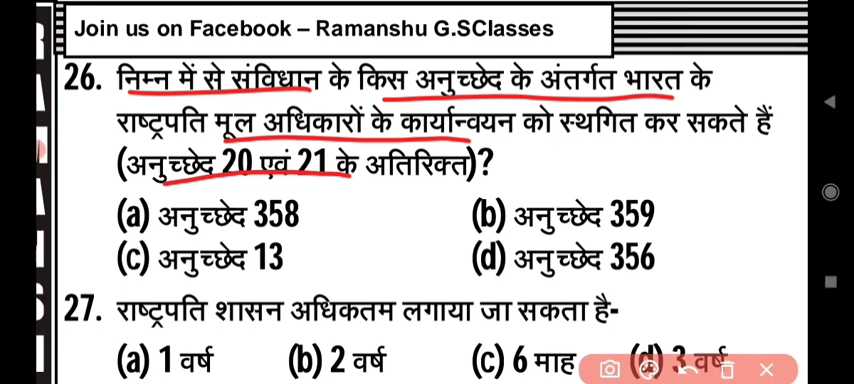 Join us on Facebook – Ramanshu G.SClasses
26. निम्न में से संविधान के किस अनुच्छेद के अंतर्गत भारत के
राष्ट्रपति मूल अधिकारों के कार्यान्वयन को स्थगित कर सकते हैं
(अनुच्छेद 20 एवं 21 के अतिरिक्त)?
(a) अनुच्छेद 358 (b) अनुच्छेद 359
(c) अनुच्छेद 13 (d) अनुच्छेद 356
27. राष्ट्रपति शासन अधिकतम लगाया जा सकता है-
(a) 1 वर्ष (b) 2 वर्ष (c) 6 माह (d) 3 वर्ष